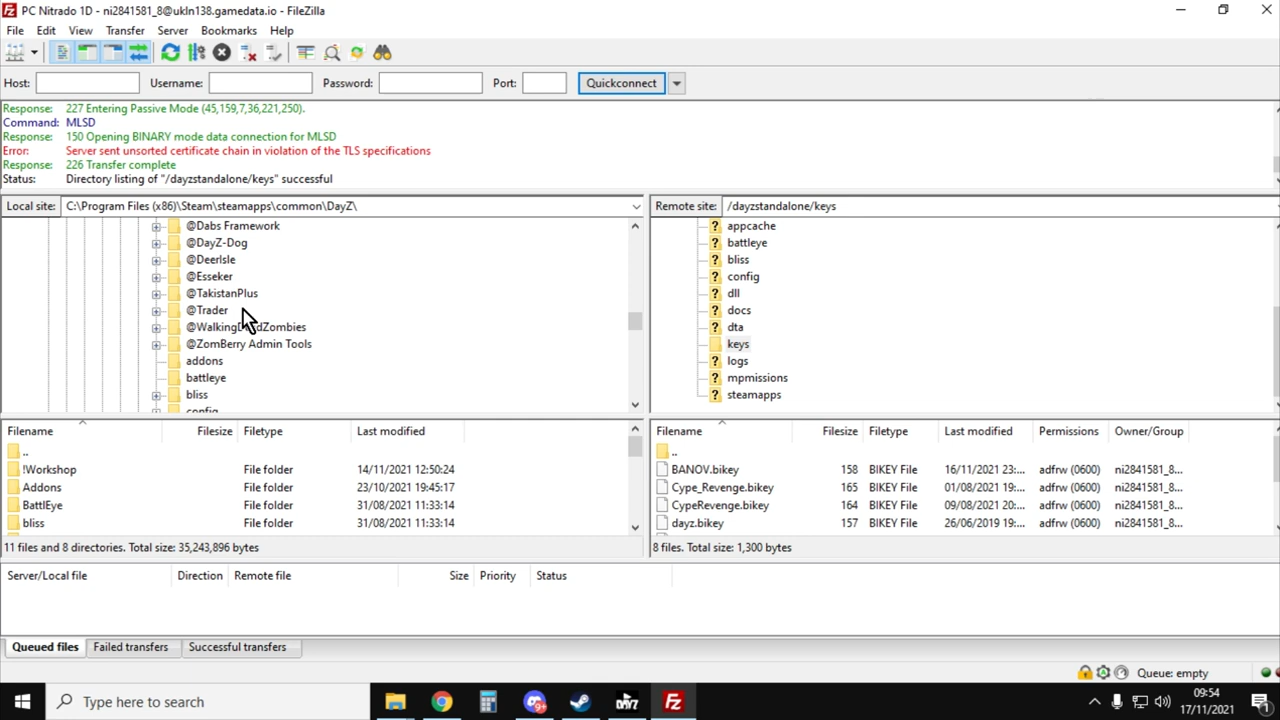 PC Nitrado 1D - ni2841581_8@ukln138.gamedata.io - FileZilla
File Edit View Transfer Server Bookmarks Help
Host: Username: Password: Port: Quickconnect
Response: 227 Entering Passive Mode (45,159,7,36,221,250).
Command: MLSD
Response: 150 Opening BINARY mode data connection for MLSD
Error: Server sent unsorted certificate chain in violation of the TLS specifications
Response: 226 Transfer complete
Status: Directory listing of "/dayzstandalone/keys" successful
Local site: C:\Program Files (x86)\Steam\steamapps\common\DayZ\
@Dabs Framework
@DayZ-Dog
@DeerIsle
@Esseker
@TakistanPlus
@Trader
@ZomBerry Admin Tools
addons
battleye
bliss
config
Filename Filesize Filetype Last modified
..
!Workshop File folder 14/11/2021 12:50:24
Addons File folder 23/10/2021 19:45:17
BattlEye File folder 31/08/2021 11:33:14
bliss File folder 31/08/2021 11:33:14
11 files and 8 directories. Total size: 35,243,896 bytes
Remote site: /dayzstandalone/keys
appcache
battleye
bliss
config
dll
docs
dta
keys
logs
mpmissions
steamapps
Filename Filesize Filetype Last modified Permissions Owner/Group
..
BANOV.bikey 158 BIKEY File 16/11/2021 23:... adfrw (0600) ni2841581_8...
Cype_Revenge.bikey 165 BIKEY File 01/08/2021 19:... adfrw (0600) ni2841581_8...
CypeRevenge.bikey 164 BIKEY File 09/08/2021 20:... adfrw (0600) ni2841581_8...
dayz.bikey 157 BIKEY File 26/06/2019 19:... adfrw (0600) ni2841581_8...
8 files. Total size: 1,300 bytes
Server/Local file Direction Remote file Size Priority Status
Queued files Failed transfers Successful transfers
Queue: empty
Type here to search
09:54
17/11/2021